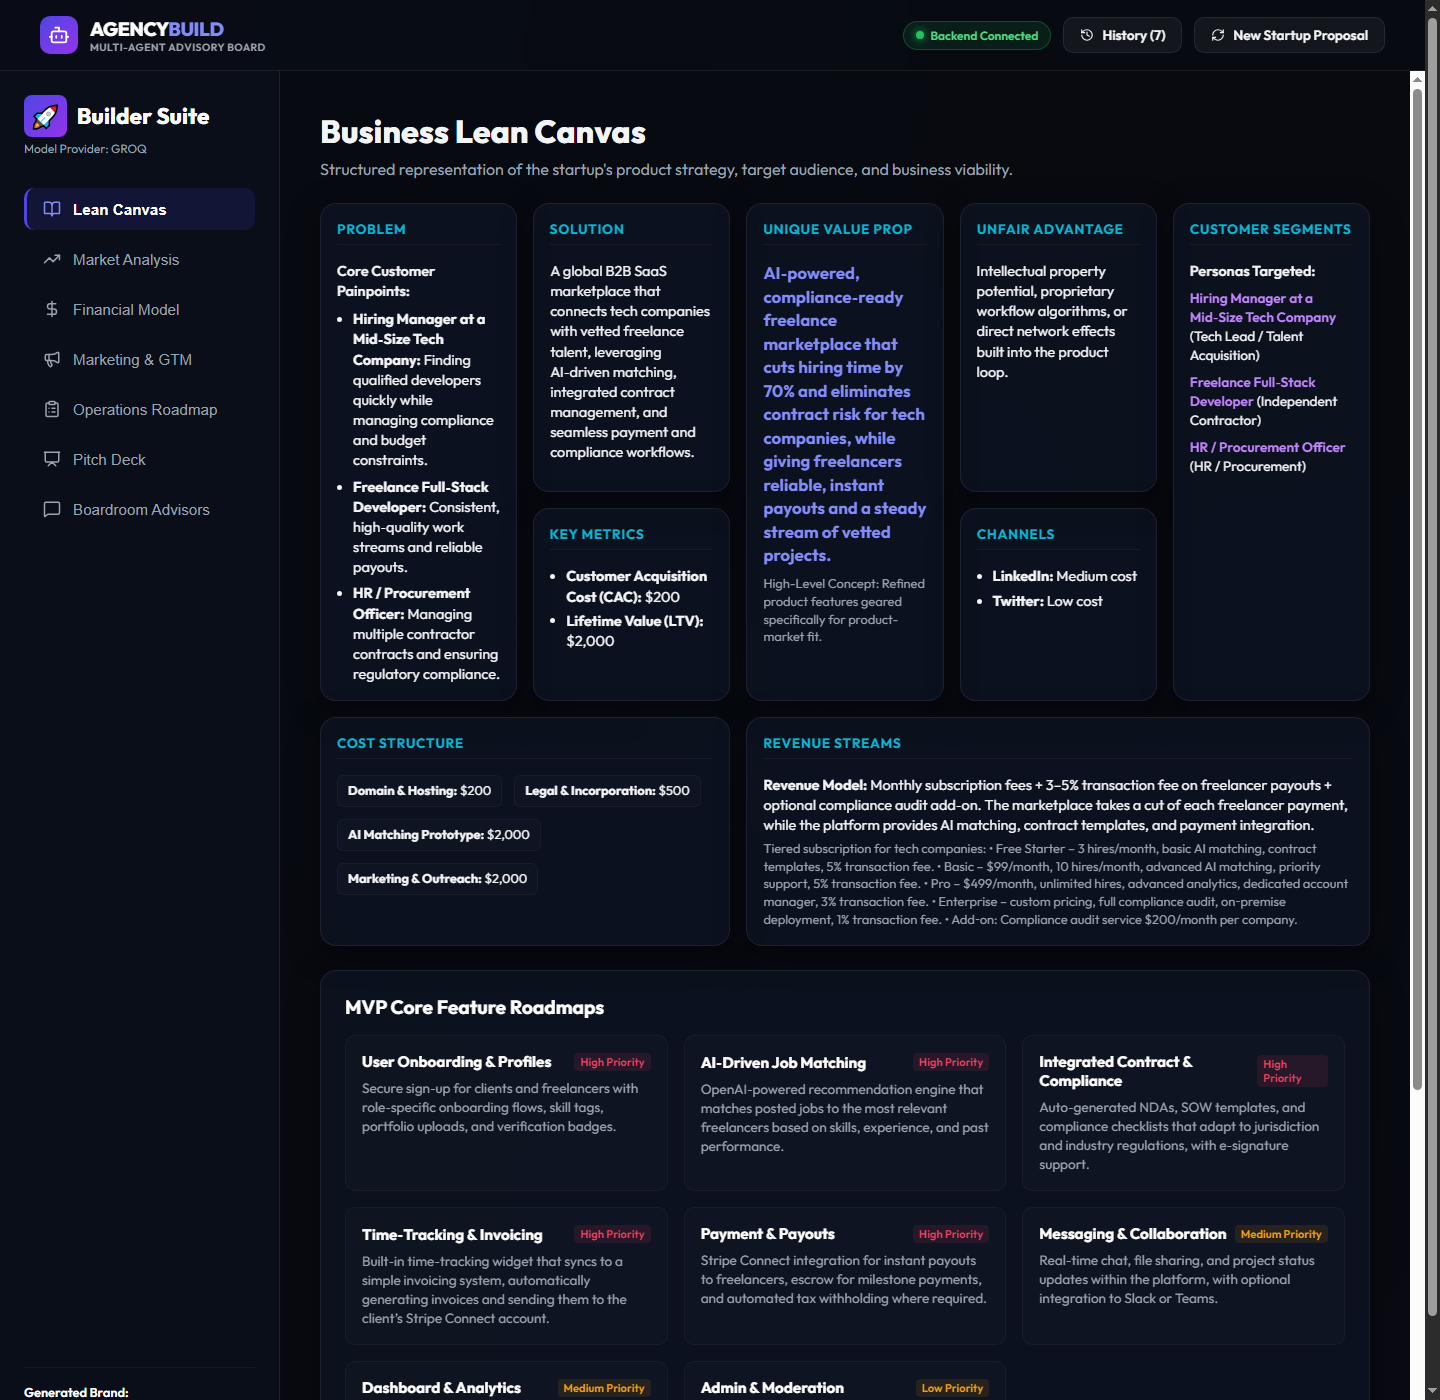 AGENCYBUILD
MULTI-AGENT ADVISORY BOARD
Backend Connected
History (7)
New Startup Proposal
Builder Suite
Model Provider: GROQ
Lean Canvas
Market Analysis
Financial Model
Marketing & GTM
Operations Roadmap
Pitch Deck
Boardroom Advisors
Generated Brand:
Business Lean Canvas
Structured representation of the startup's product strategy, target audience, and business viability.
PROBLEM
Core Customer
Painpoints:
• Hiring Manager at a
Mid-Size Tech
Company: Finding
qualified developers
quickly while
managing compliance
and budget
constraints.
• Freelance Full-Stack
Developer: Consistent,
high-quality work
streams and reliable
payouts.
• HR / Procurement
Officer: Managing
multiple contractor
contracts and ensuring
regulatory compliance.
SOLUTION
A global B2B SaaS
marketplace that
connects tech companies
with vetted freelance
talent, leveraging
AI-driven matching,
integrated contract
management, and
seamless payment and
compliance workflows.
KEY METRICS
• Customer Acquisition
Cost (CAC): $200
• Lifetime Value (LTV):
$2,000
UNIQUE VALUE PROP
AI-powered,
compliance-ready
freelance
marketplace that
cuts hiring time by
70% and eliminates
contract risk for tech
companies, while
giving freelancers
reliable, instant
payouts and a steady
stream of vetted
projects.
High-Level Concept: Refined
product features geared
specifically for product-
market fit.
UNFAIR ADVANTAGE
Intellectual property
potential, proprietary
workflow algorithms, or
direct network effects
built into the product
loop.
CHANNELS
• LinkedIn: Medium cost
• Twitter: Low cost
CUSTOMER SEGMENTS
Personas Targeted:
Hiring Manager at a
Mid-Size Tech Company
(Tech Lead / Talent
Acquisition)
Freelance Full-Stack
Developer (Independent
Contractor)
HR / Procurement Officer
(HR / Procurement)
COST STRUCTURE
Domain & Hosting: $200
Legal & Incorporation: $500
AI Matching Prototype: $2,000
Marketing & Outreach: $2,000
REVENUE STREAMS
Revenue Model: Monthly subscription fees + 3–5% transaction fee on freelancer payouts +
optional compliance audit add-on. The marketplace takes a cut of each freelancer payment,
while the platform provides AI matching, contract templates, and payment integration.
Tiered subscription for tech companies: • Free Starter – 3 hires/month, basic AI matching, contract
templates, 5% transaction fee. • Basic – $99/month, 10 hires/month, advanced AI matching, priority
support, 5% transaction fee. • Pro – $499/month, unlimited hires, advanced analytics, dedicated account
manager, 3% transaction fee. • Enterprise – custom pricing, full compliance audit, on-premise
deployment, 1% transaction fee. • Add-on: Compliance audit service $200/month per company.
MVP Core Feature Roadmaps
User Onboarding & Profiles
High Priority
Secure sign-up for clients and freelancers with
role-specific onboarding flows, skill tags,
portfolio uploads, and verification badges.
AI-Driven Job Matching
High Priority
OpenAI-powered recommendation engine that
matches posted jobs to the most relevant
freelancers based on skills, experience, and past
performance.
Integrated Contract &
Compliance
High
Priority
Auto-generated NDAs, SOW templates, and
compliance checklists that adapt to jurisdiction
and industry regulations, with e-signature
support.
Time-Tracking & Invoicing
High Priority
Built-in time-tracking widget that syncs to a
simple invoicing system, automatically
generating invoices and sending them to the
client's Stripe Connect account.
Payment & Payouts
High Priority
Stripe Connect integration for instant payouts
to freelancers, escrow for milestone payments,
and automated tax withholding where required.
Messaging & Collaboration
Medium Priority
Real-time chat, file sharing, and project status
updates within the platform, with optional
integration to Slack or Teams.
Dashboard & Analytics
Medium Priority
Admin & Moderation
Low Priority